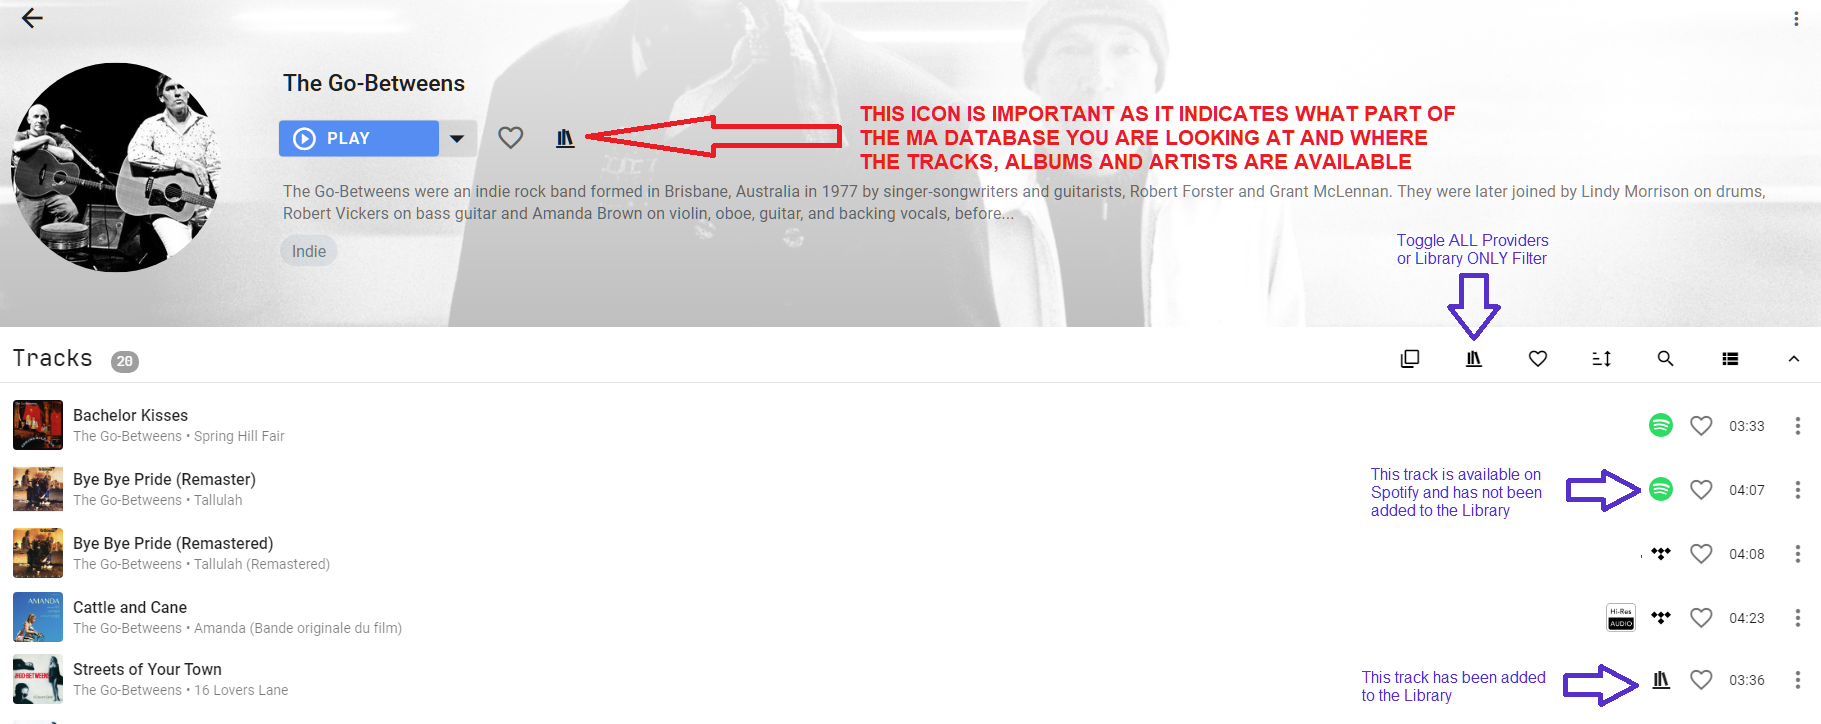 The Go-Betweens
PLAY
THIS ICON IS IMPORTANT AS IT INDICATES WHAT PART OF
THE MA DATABASE YOU ARE LOOKING AT AND WHERE
THE TRACKS, ALBUMS AND ARTISTS ARE AVAILABLE
The Go-Betweens were an indie rock band formed in Brisbane, Australia in 1977 by singer-songwriters and guitarists, Robert Forster and Grant McLennan. They were later joined by Lindy Morrison on drums,
Robert Vickers on bass guitar and Amanda Brown on violin, oboe, guitar, and backing vocals, before...
Indie
Toggle ALL Providers
or Library ONLY Filter
Tracks 20
Bachelor Kisses
The Go-Betweens • Spring Hill Fair
03:33
Bye Bye Pride (Remaster)
The Go-Betweens • Tallulah
This track is available on
Spotify and has not been
added to the Library
04:07
Bye Bye Pride (Remastered)
The Go-Betweens • Tallulah (Remastered)
04:08
AMANDA
Cattle and Cane
The Go-Betweens • Amanda (Bande originale du film)
Hi-Res
AUDIO
04:23
Streets of Your Town
The Go-Betweens • 16 Lovers Lane
This track has been added
to the Library
03:36